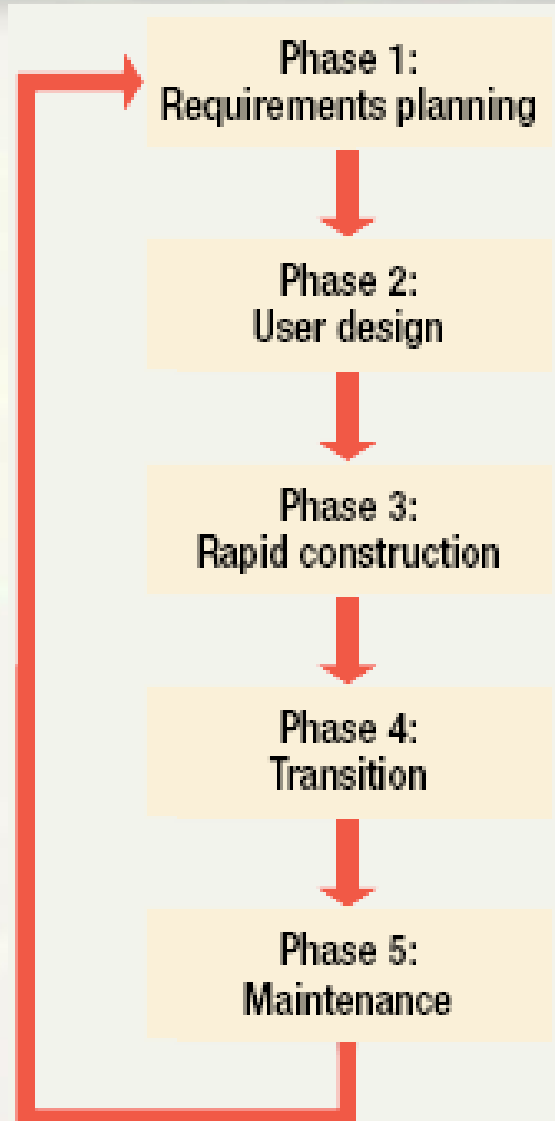 Phase 1:
Requirements planning
Phase 2:
User design
Phase 3:
Rapid construction
Phase 4:
Transition
Phase 5:
Maintenance